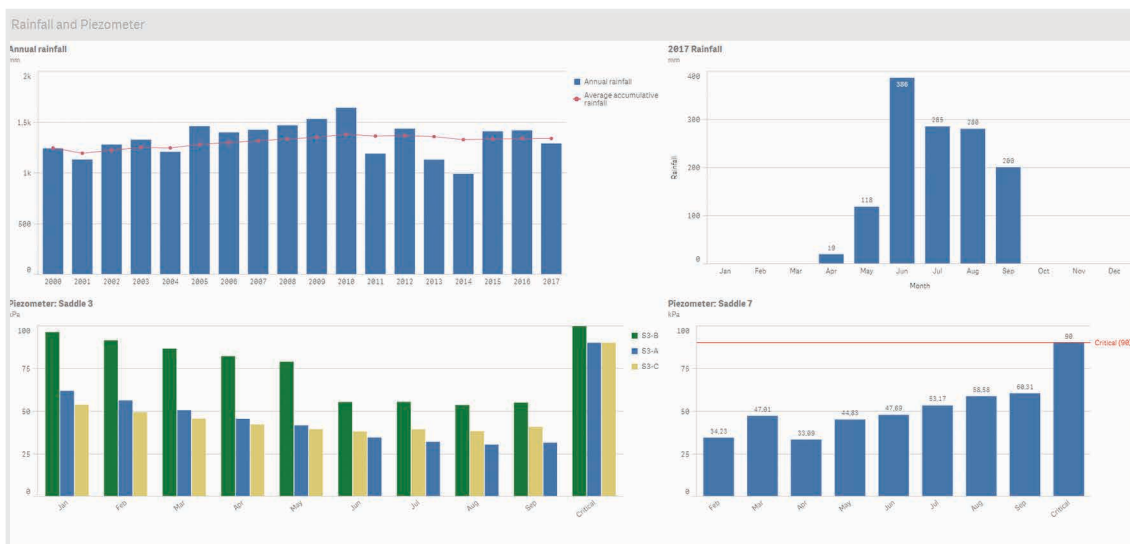 Rainfall and Piezometer
Annual rainfall
mm
2k
1.5k
1k
500
0
2000 2001 2002 2003 2004 2005 2006 2007 2008 2009 2010 2011 2012 2013 2014 2015 2016 2017
Annual rainfall
Average accumulative
rainfall
2017 Rainfall
mm
Rainfall
400
300
200
100
0
19
118
386
285
280
200
Jan Feb Mar Apr May Jun Jul Aug Sep Oct Nov Dec
Month
Piezometer: Saddle 3
kPa
100
75
50
25
0
Jan Feb Mar Apr May Jun Jul Aug Sep Critical
S3-B
S3-A
S3-C
Piezometer: Saddle 7
kPa
100
75
50
25
0
34.23
47.01
33.09
47.69
53.17
58.58
60.31
90
Critical (90
Feb Mar Apr May Jun Jul Aug Sep Critical